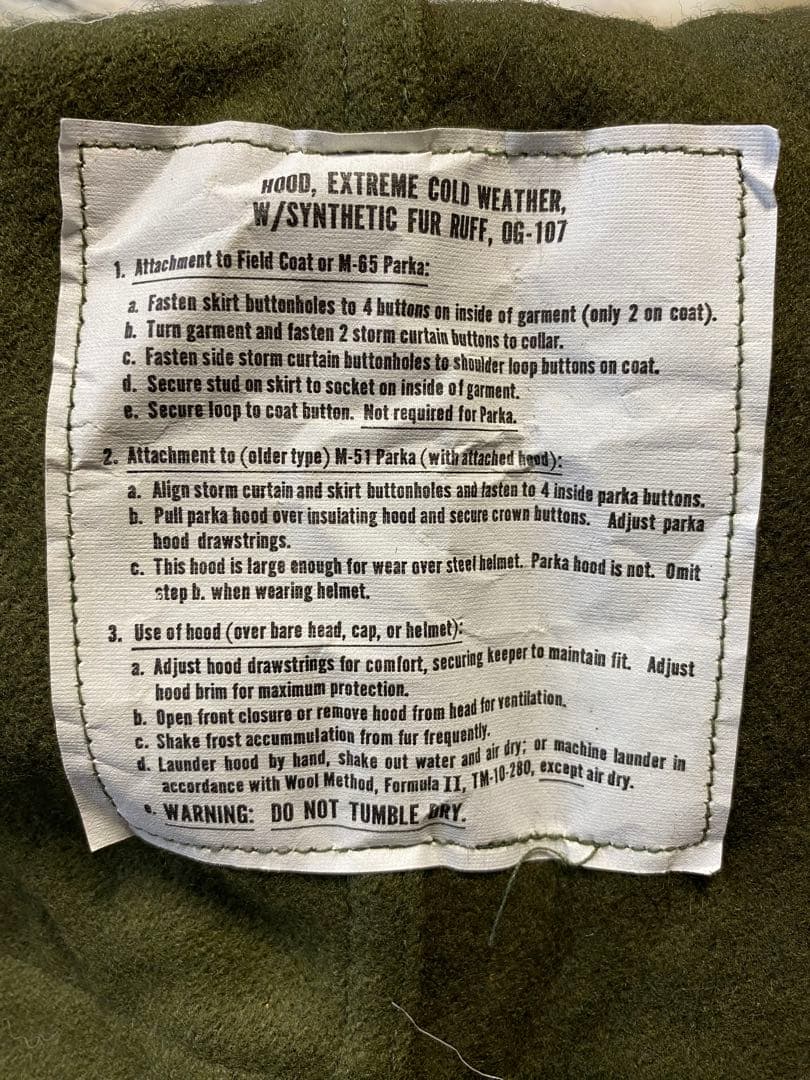 HOOD, EXTREME COLD WEATHER,
W/SYNTHETIC FUR RUFF, OG-107
1. Attachment to Field Coat or M-65 Parka:
a. Fasten skirt buttonholes to 4 buttons on inside of garment (only 2 on coat).
b. Turn garment and fasten 2 storm curtain buttons to collar.
c. Fasten side storm curtain buttonholes to shoulder loop buttons on coat.
d. Secure stud on skirt to socket on inside of garment.
e. Secure loop to coat button. Not required for Parka.
2. Attachment to (older type) M-51 Parka (with attached hood):
a. Align storm curtain and skirt buttonholes and fasten to 4 inside parka buttons.
b. Pull parka hood over insulating hood and secure crown buttons. Adjust parka
hood drawstrings.
c. This hood is large enough for wear over steel helmet. Parka hood is not. Omit
step b. when wearing helmet.
3. Use of hood (over bare head, cap, or helmet):
a. Adjust hood drawstrings for comfort, securing keeper to maintain fit. Adjust
hood brim for maximum protection.
b. Open front closure or remove hood from head for ventilation.
c. Shake frost accummulation from fur frequently.
d. Launder hood by hand, shake out water and air dry; or machine launder in
accordance with Wool Method, Formula II, TM-10-280, except air dry.
e. WARNING: DO NOT TUMBLE DRY.